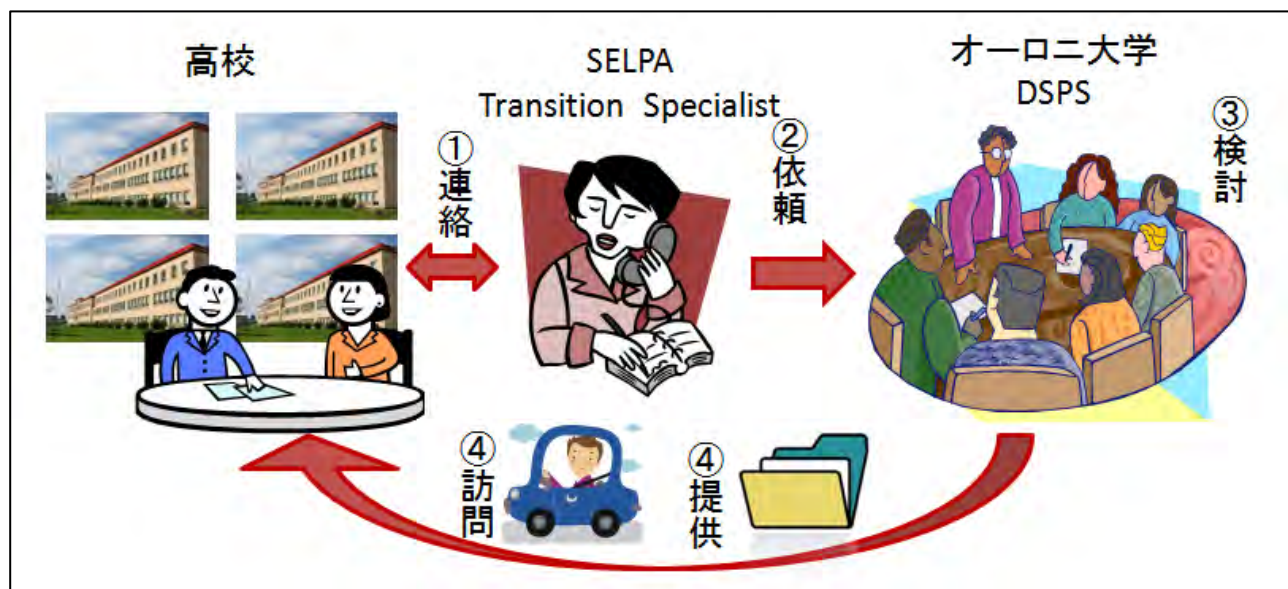 高校
SELPA
Transition Specialist
オーロニ大学
DSPS
①連絡
②依頼
③検討
④訪問
④提供